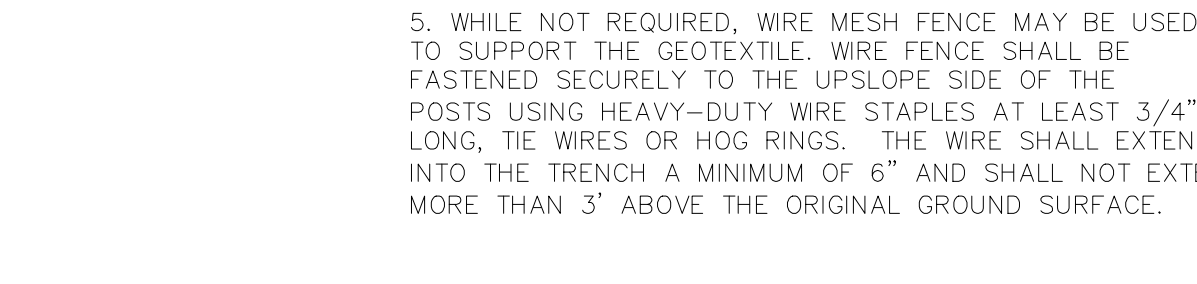 5. WHILE NOT REQUIRED, WIRE MESH FENCE MAY BE USED
TO SUPPORT THE GEOTEXTILE. WIRE FENCE SHALL BE
FASTENED SECURELY TO THE UPSLOPE SIDE OF THE
POSTS USING HEAVY–DUTY WIRE STAPLES AT LEAST 3/4"
LONG, TIE WIRES OR HOG RINGS.  THE WIRE SHALL EXTEN
INTO THE TRENCH A MINIMUM OF 6" AND SHALL NOT EXTE
MORE THAN 3' ABOVE THE ORIGINAL GROUND SURFACE.